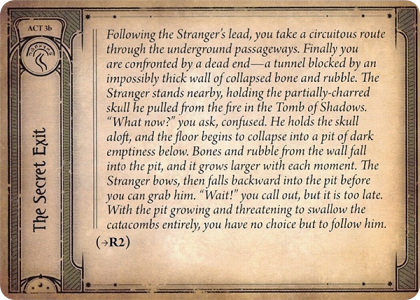 ACT 3b
The Secret Exit
Following the Stranger's lead, you take a circuitous route
through the underground passageways. Finally you
are confronted by a dead end—a tunnel blocked by an
impossibly thick wall of collapsed bone and rubble. The
Stranger stands nearby, holding the partially-charred
skull he pulled from the fire in the Tomb of Shadows.
“What now?” you ask, confused. He holds the skull
aloft, and the floor begins to collapse into a pit of dark
emptiness below. Bones and rubble from the wall fall
into the pit, and it grows larger with each moment. The
Stranger bows, then falls backward into the pit before
you can grab him. “Wait!” you call out, but it is too late.
With the pit growing and threatening to swallow the
catacombs entirely, you have no choice but to follow him.
(→R2)